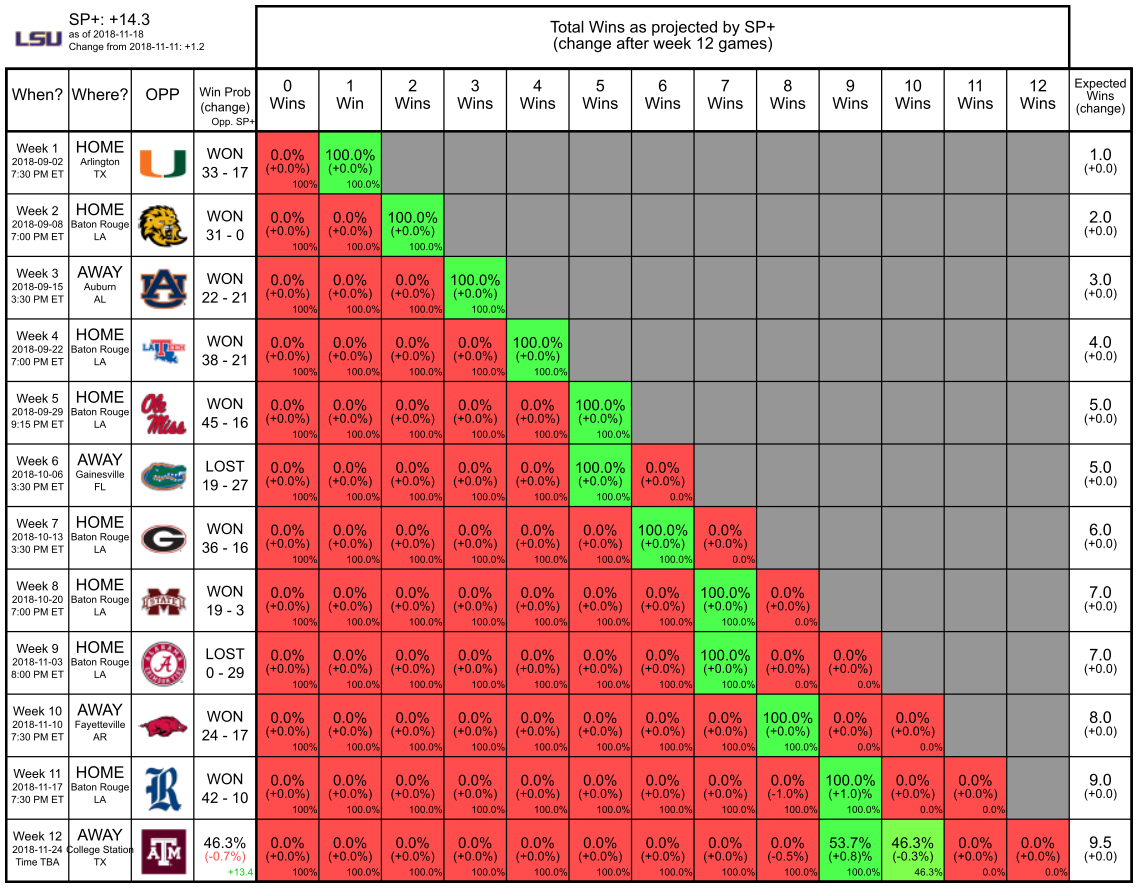 LSU
SP+: +14.3
as of 2018-11-18
Change from 2018-11-11: +1.2
Total Wins as projected by SP+
(change after week 12 games)
When? Where? OPP
Win Prob
(change)
Opp. SP+
0 Wins
1 Win
2 Wins
3 Wins
4 Wins
5 Wins
6 Wins
7 Wins
8 Wins
9 Wins
10 Wins
11 Wins
12 Wins
Expected
Wins
(change)
Week 1 HOME WON 0.0% 100.0% 1.0
2018-09-02 Arlington 33 - 17 (+0.0%) (+0.0%) (+0.0)
7:30 PM ET TX 100% 100.0%
Week 2 HOME WON 0.0% 0.0% 100.0% 2.0
2018-09-08 Baton Rouge 31 - 0 (+0.0%) (+0.0%) (+0.0%) (+0.0)
7:00 PM ET LA 100% 100.0% 100.0%
Week 3 AWAY WON 0.0% 0.0% 0.0% 100.0% 3.0
2018-09-15 Auburn 22 - 21 (+0.0%) (+0.0%) (+0.0%) (+0.0%) (+0.0)
3:30 PM ET AL 100% 100.0% 100.0% 100.0%
Week 4 HOME WON 0.0% 0.0% 0.0% 0.0% 100.0% 4.0
2018-09-22 Baton Rouge 38 - 21 (+0.0%) (+0.0%) (+0.0%) (+0.0%) (+0.0%) (+0.0)
7:00 PM ET LA 100% 100.0% 100.0% 100.0% 100.0%
Week 5 HOME Ole Miss WON 0.0% 0.0% 0.0% 0.0% 0.0% 100.0% 5.0
2018-09-29 Baton Rouge 45 - 16 (+0.0%) (+0.0%) (+0.0%) (+0.0%) (+0.0%) (+0.0%) (+0.0)
9:15 PM ET LA 100% 100.0% 100.0% 100.0% 100.0% 100.0%
Week 6 AWAY LOST 0.0% 0.0% 0.0% 0.0% 0.0% 100.0% 0.0% 5.0
2018-10-06 Gainesville 19 - 27 (+0.0%) (+0.0%) (+0.0%) (+0.0%) (+0.0%) (+0.0%) (+0.0%) (+0.0)
3:30 PM ET FL 100% 100.0% 100.0% 100.0% 100.0% 100.0% 0.0%
Week 7 HOME G WON 0.0% 0.0% 0.0% 0.0% 0.0% 0.0% 100.0% 0.0% 6.0
2018-10-13 Baton Rouge 36 - 16 (+0.0%) (+0.0%) (+0.0%) (+0.0%) (+0.0%) (+0.0%) (+0.0%) (+0.0%) (+0.0)
3:30 PM ET LA 100% 100.0% 100.0% 100.0% 100.0% 100.0% 100.0% 0.0%
Week 8 HOME STATE WON 0.0% 0.0% 0.0% 0.0% 0.0% 0.0% 0.0% 100.0% 0.0% 7.0
2018-10-20 Baton Rouge 19 - 3 (+0.0%) (+0.0%) (+0.0%) (+0.0%) (+0.0%) (+0.0%) (+0.0%) (+0.0%) (+0.0%) (+0.0)
7:00 PM ET LA 100% 100.0% 100.0% 100.0% 100.0% 100.0% 100.0% 100.0% 0.0%
Week 9 HOME LOST 0.0% 0.0% 0.0% 0.0% 0.0% 0.0% 0.0% 100.0% 0.0% 0.0% 7.0
2018-11-03 Baton Rouge A 0 - 29 (+0.0%) (+0.0%) (+0.0%) (+0.0%) (+0.0%) (+0.0%) (+0.0%) (+0.0%) (+0.0%) (+0.0%) (+0.0)
8:00 PM ET LA 100% 100.0% 100.0% 100.0% 100.0% 100.0% 100.0% 100.0% 0.0% 0.0%
Week 10 AWAY WON 0.0% 0.0% 0.0% 0.0% 0.0% 0.0% 0.0% 0.0% 100.0% 0.0% 0.0% 8.0
2018-11-10 Fayetteville 24 - 17 (+0.0%) (+0.0%) (+0.0%) (+0.0%) (+0.0%) (+0.0%) (+0.0%) (+0.0%) (+0.0%) (+0.0%) (+0.0%) (+0.0)
7:30 PM ET AR 100% 100.0% 100.0% 100.0% 100.0% 100.0% 100.0% 100.0% 100.0% 0.0% 0.0%
Week 11 HOME R WON 0.0% 0.0% 0.0% 0.0% 0.0% 0.0% 0.0% 0.0% 0.0% 100.0% 0.0% 0.0% 9.0
2018-11-17 Baton Rouge 42 - 10 (+0.0%) (+0.0%) (+0.0%) (+0.0%) (+0.0%) (+0.0%) (+0.0%) (+0.0%) (-1.0%) (+1.0)% (+0.0%) (+0.0%) (+0.0)
7:30 PM ET LA 100% 100.0% 100.0% 100.0% 100.0% 100.0% 100.0% 100.0% 100.0% 100.0% 0.0% 0.0%
Week 12 AWAY ATM 46.3% 0.0% 0.0% 0.0% 0.0% 0.0% 0.0% 0.0% 0.0% 0.0% 53.7% 46.3% 0.0% 0.0% 9.5
2018-11-24 College Station (-0.7%) (+0.0%) (+0.0%) (+0.0%) (+0.0%) (+0.0%) (+0.0%) (+0.0%) (+0.0%) (-0.5%) (+0.8)% (-0.3%) (+0.0%) (+0.0%) (+0.0)
Time TBA TX +13.4 100% 100.0% 100.0% 100.0% 100.0% 100.0% 100.0% 100.0% 100.0% 100.0% 46.3% 0.0% 0.0%